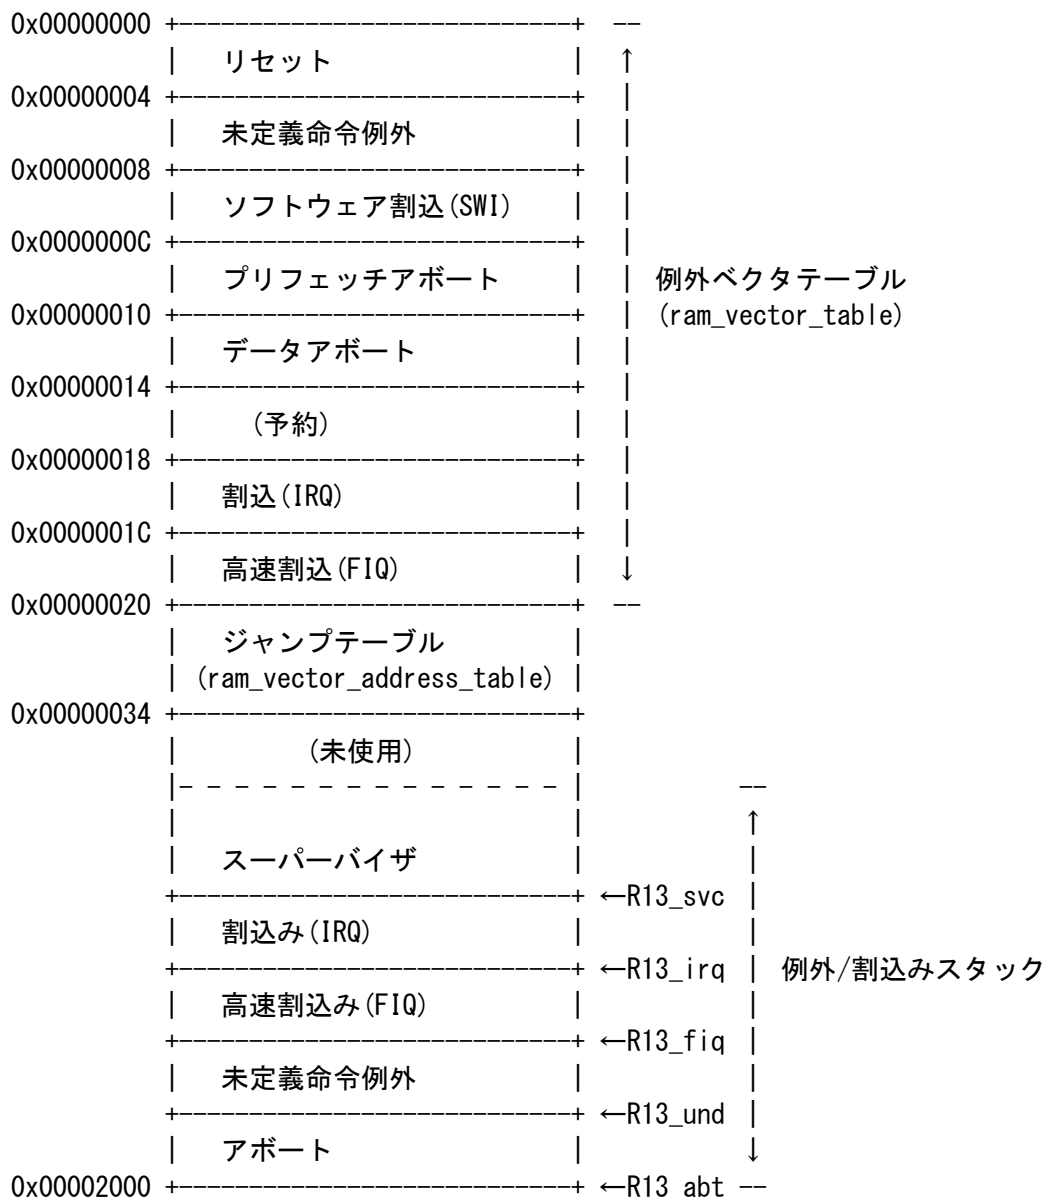 0x00000000
リセット
0x00000004
未定義命令例外
0x00000008
ソフトウェア割込(SWI)
0x0000000C
プリフェッチアボート 例外ベクタテーブル
0x00000010 (ram_vector_table)
データアボート
0x00000014
(予約)
0x00000018
割込(IRQ)
0x0000001C
高速割込(FIQ)
0x00000020
ジャンプテーブル
(ram_vector_address_table)
0x00000034
(未使用)
スーパーバイザ
←R13_svc
割込み(IRQ)
←R13_irq 例外/割込みスタック
高速割込み(FIQ)
←R13_fiq
未定義命令例外
←R13_und
アボート
0x00002000 ←R13_abt